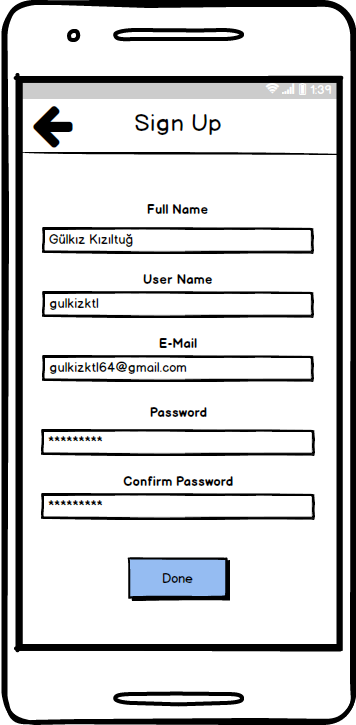 1:39
Sign Up
Full Name
Gülkız Kızıltuğ
User Name
gulkizktl
E-Mail
gulkizktl64@gmail.com
Password
*********
Confirm Password
*********
Done